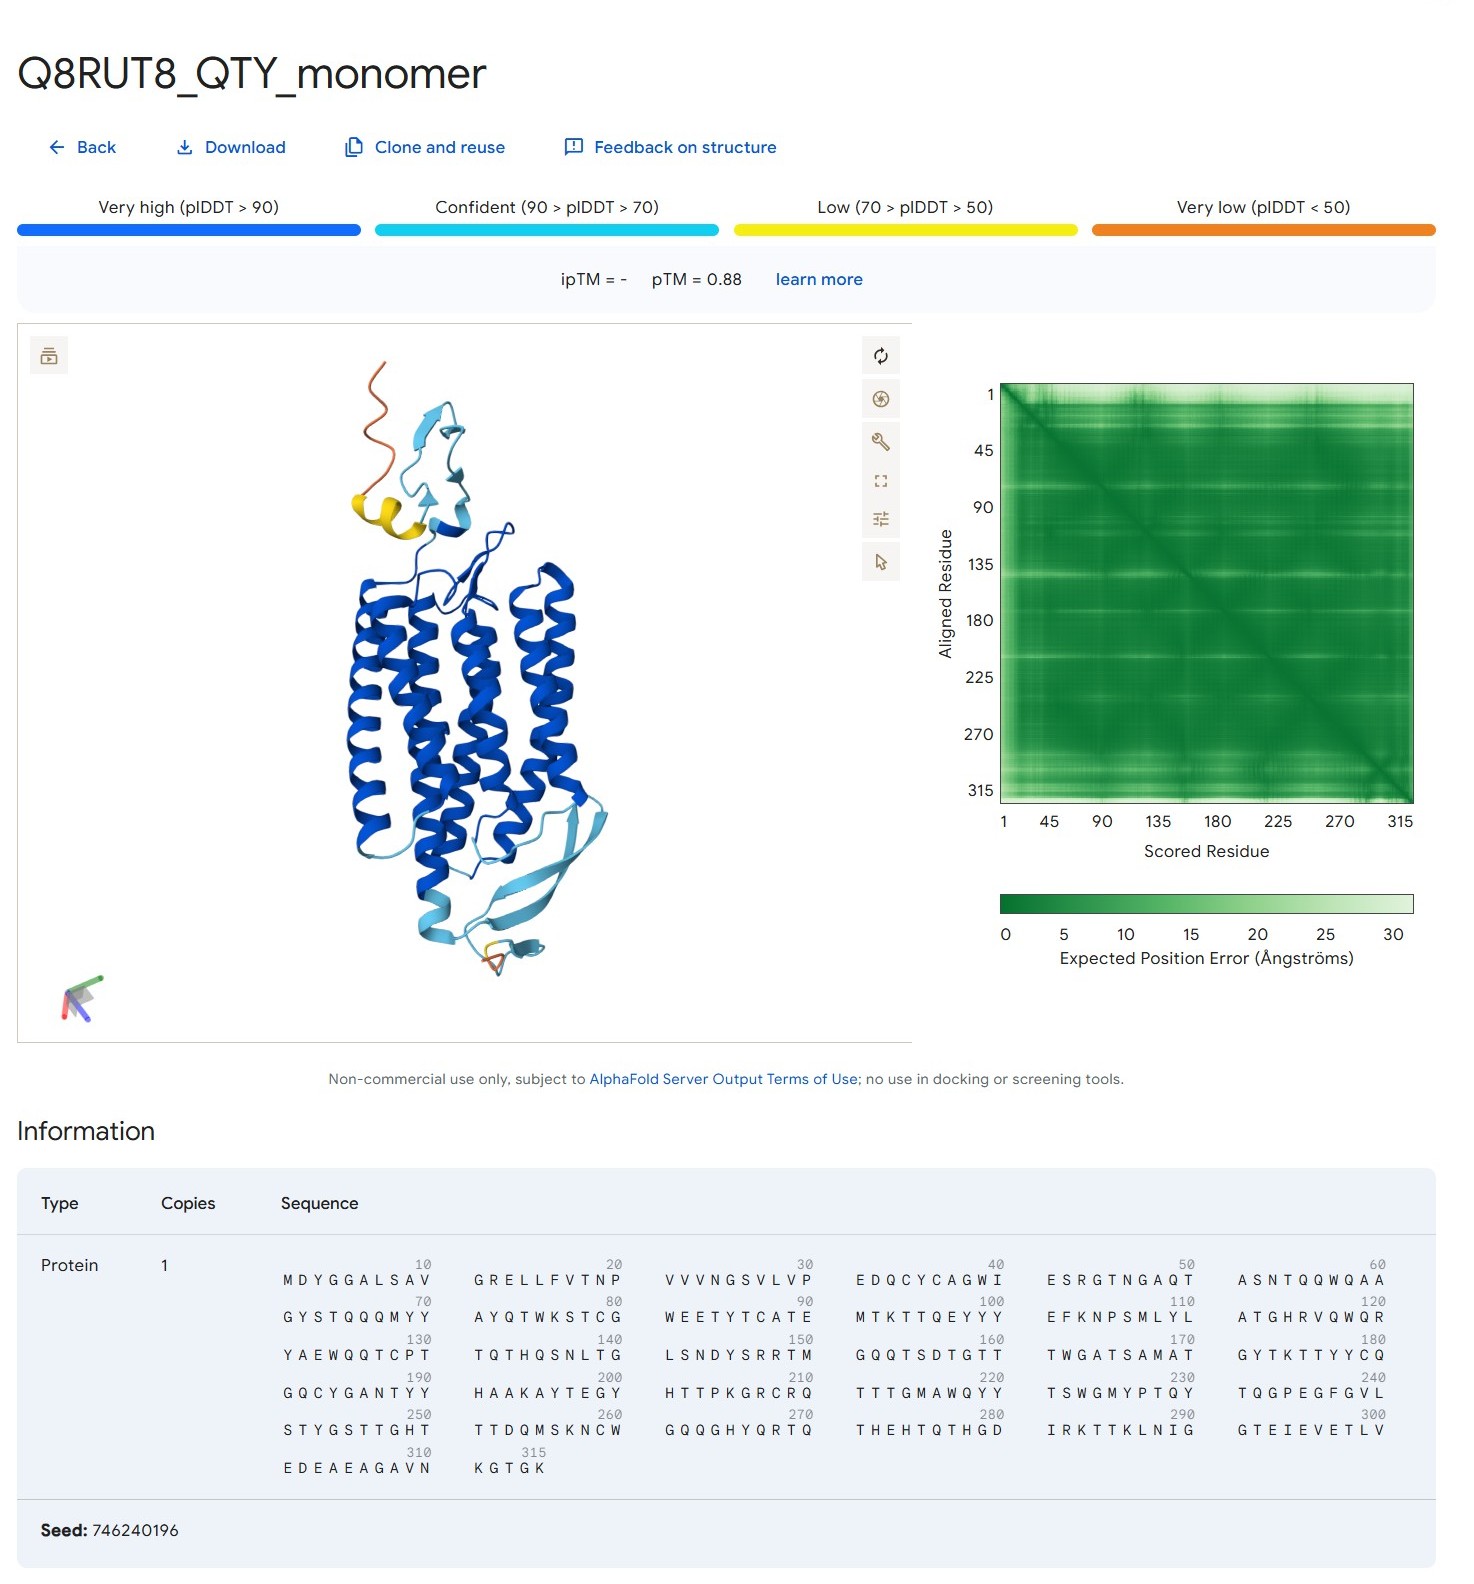 Q8RUT8_QTY_monomer
Back Download Clone and reuse Feedback on structure
Very high (plDDT > 90) Confident (90 > plDDT > 70) Low (70 > plDDT > 50) Very low (plDDT < 50)
ipTM = - pTM = 0.88 learn more
1
45
90
135
180
225
270
315
Aligned Residue
1 45 90 135 180 225 270 315
Scored Residue
0 5 10 15 20 25 30
Expected Position Error (Ångströms)
Non-commercial use only, subject to AlphaFold Server Output Terms of Use; no use in docking or screening tools.
Information
Type Copies Sequence
Protein 1
10 20 30 40 50 60
MDYGGALSAV GRELLFVTNP VVVNGSVLVP EDQCYCAGWI ESRGTNGAQT ASNTQQWQAA
70 80 90 100 110 120
GYSTQQQMYY AYQTWKSTCG WEETYTCATE MTKTTQEYYY EFKNPSMLYL ATGHRVQWQR
130 140 150 160 170 180
YAEWQQTCPT TQTHQSNLTG LSNDYSRRTM GQQTSDTGTT TWGATSAMAT GYTKTTYYCQ
190 200 210 220 230 240
GQCYGANTYY HAAKAYTEGY HTTPKGRCRQ TTTGMAWQYY TSWGMYPTQY TQGPEGFGVL
250 260 270 280 290 300
STYGSTTGHT TTDQMSKNCW GQQGHYQRTQ THEHTQTHGD IRKTTKLNIG GTEIEVETLV
310 315
EDEAEAGAVN KGTGK
Seed: 746240196